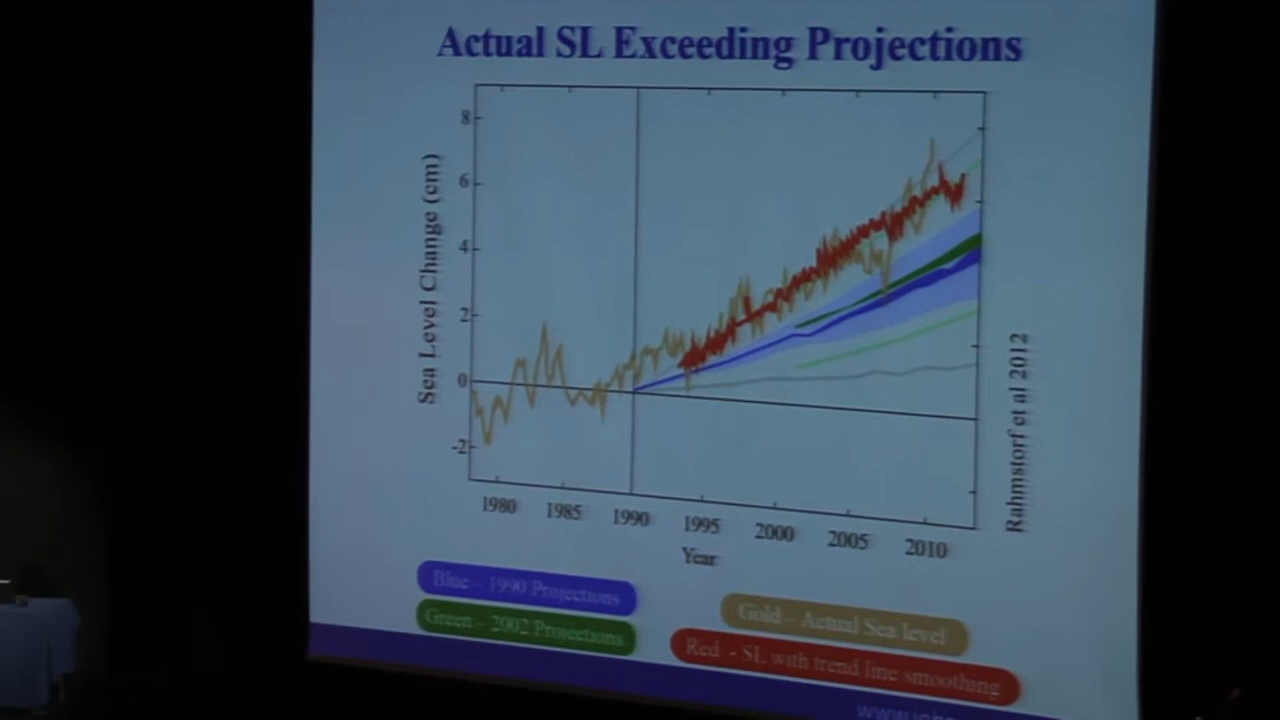 Actual SL Exceeding Projections
8
6
4
2
0
-2
Sea Level Change (cm)
1980 1985 1990 1995 2000 2005 2010
Year
Rahmstorf et al 2012
Blue - 1990 Projections
Green - 2002 Projections
Gold - Actual Sea level
Red - SL with trend line smoothing